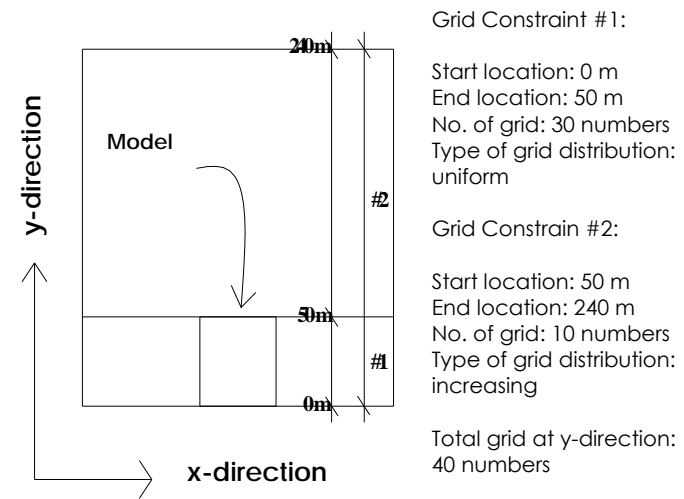 Grid Constraint #1:
Start location: 0 m
End location: 50 m
No. of grid: 30 numbers
Type of grid distribution:
uniform
Grid Constrain #2:
Start location: 50 m
End location: 240 m
No. of grid: 10 numbers
Type of grid distribution:
increasing
Total grid at y-direction:
40 numbers
240m
Model
#2
50m
#1
0m
y-direction
x-direction